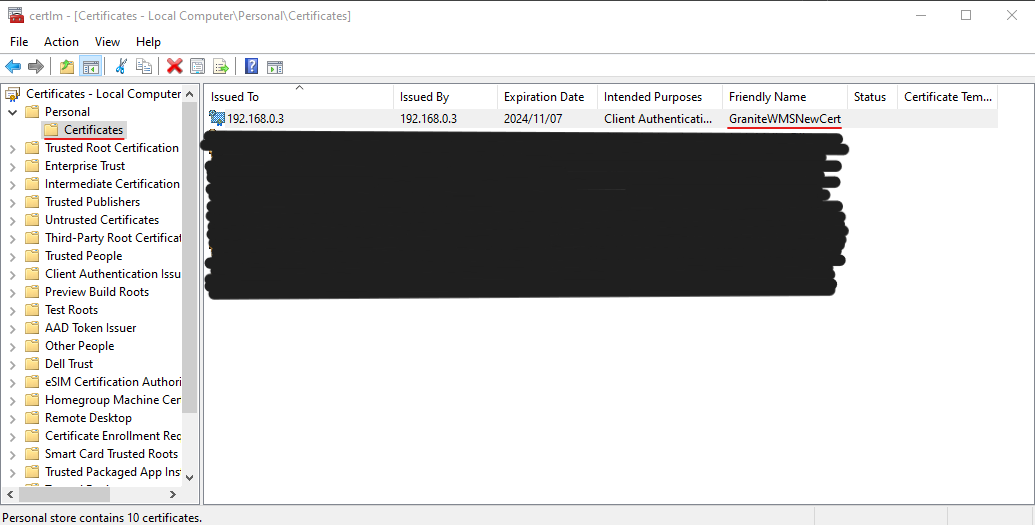 certlm - [Certificates - Local Computer\Personal\Certificates]
File Action View Help
Certificates - Local Computer
Personal
Certificates
Trusted Root Certification
Enterprise Trust
Intermediate Certification
Trusted Publishers
Untrusted Certificates
Third-Party Root Certificat
Trusted People
Client Authentication Issu
Preview Build Roots
Test Roots
AAD Token Issuer
Other People
Dell Trust
eSIM Certification Authori
Homegroup Machine Cer
Remote Desktop
Certificate Enrollment Req
Smart Card Trusted Roots
Trusted Packaged App Inst
Issued To Issued By Expiration Date Intended Purposes Friendly Name Status Certificate Tem...
192.168.0.3 192.168.0.3 2024/11/07 Client Authenticati... GraniteWMSNewCert
Personal store contains 10 certificates.